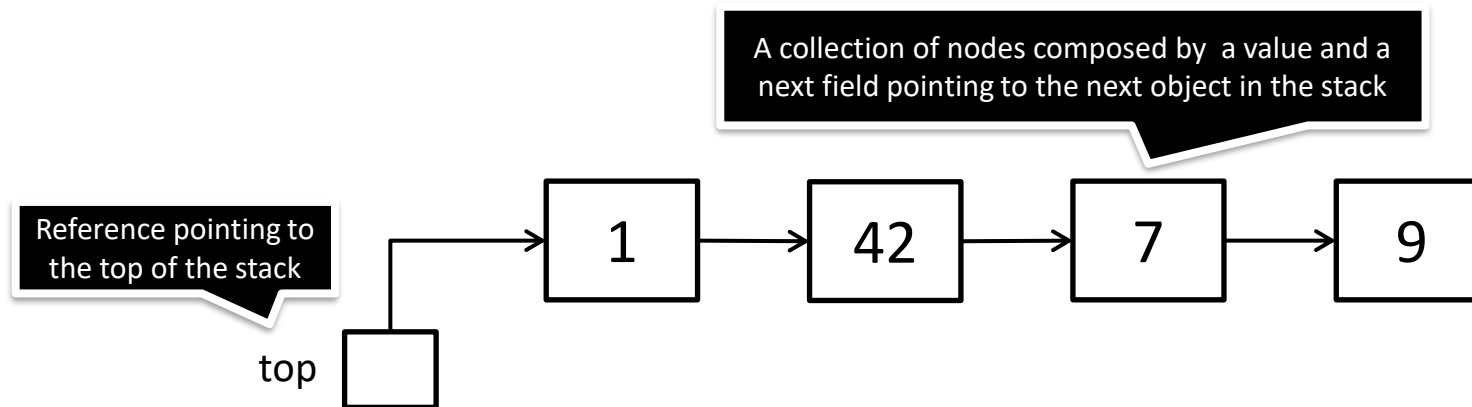 A collection of nodes composed by  a value and a
next field pointing to the next object in the stack
Reference pointing to
the top of the stack
1
42
7
9
top